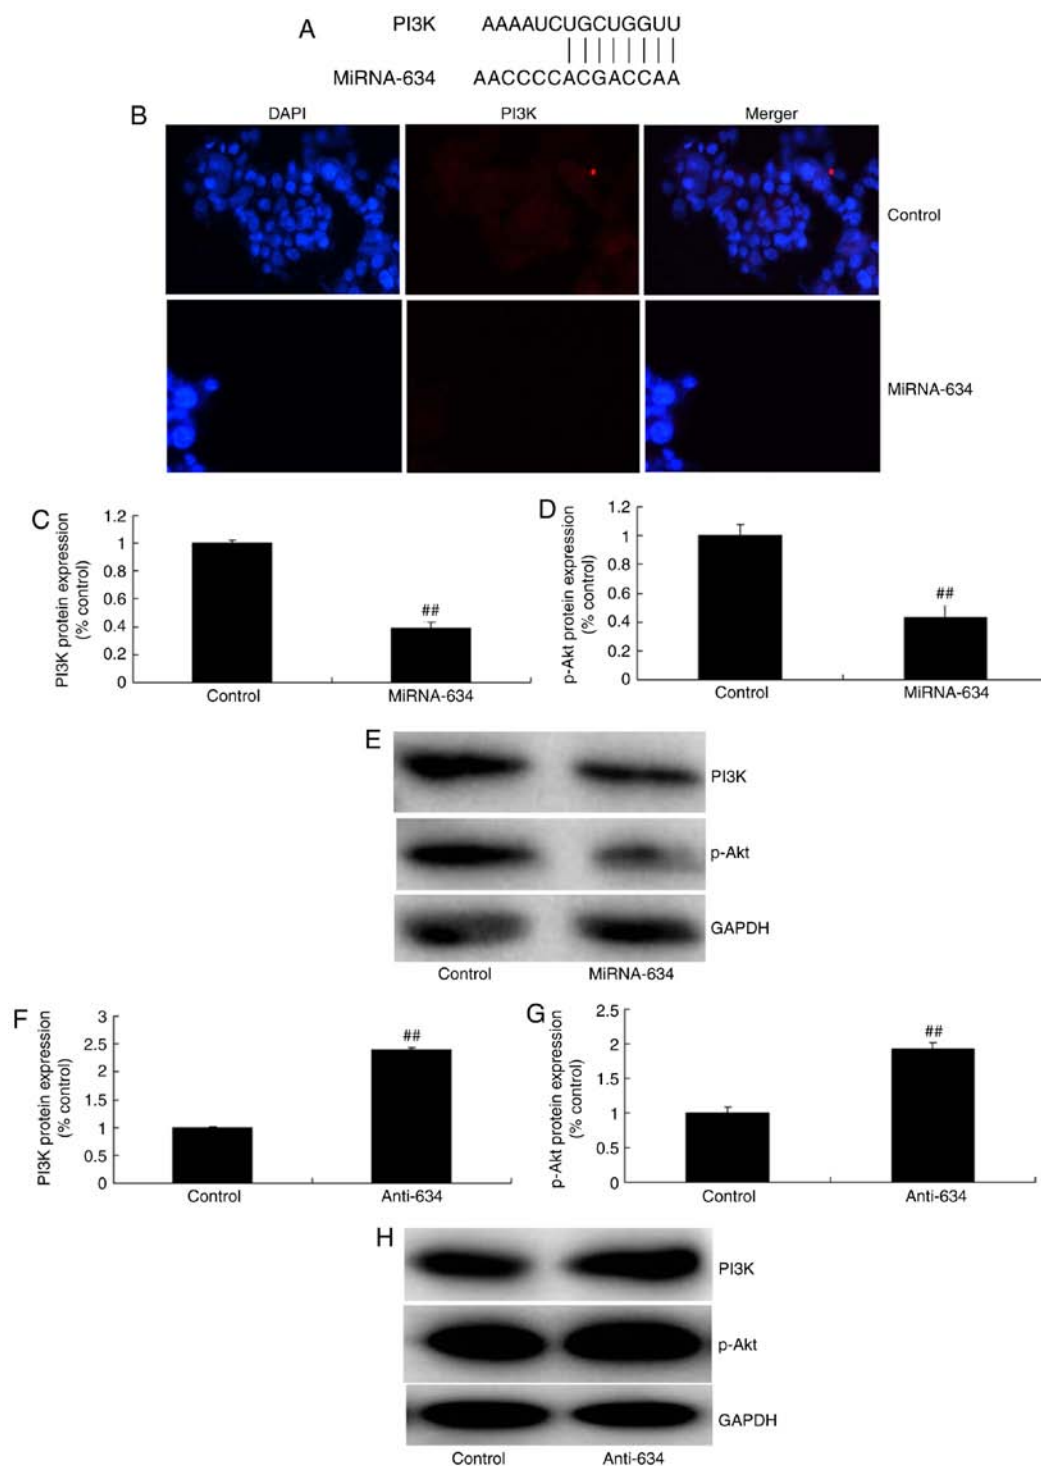 A PI3K AAAAUCUGCUGGUU
MiRNA-634 AACCCCACGACCAA
B DAPI PI3K Merger
Control
MiRNA-634
C
PI3K protein expression
(% control)
1.2
1
0.8
0.6
0.4
0.2
0
##
Control MiRNA-634
D
p-Akt protein expression
(% control)
1.2
1
0.8
0.6
0.4
0.2
0
##
Control MiRNA-634
E
PI3K
p-Akt
GAPDH
Control MiRNA-634
F
PI3K protein expression
(% control)
3
2.5
2
1.5
1
0.5
0
##
Control Anti-634
G
p-Akt protein expression
(% control)
2.5
2
1.5
1
0.5
0
##
Control Anti-634
H
PI3K
p-Akt
GAPDH
Control Anti-634